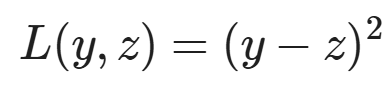 L(y, z) = (y − z)²